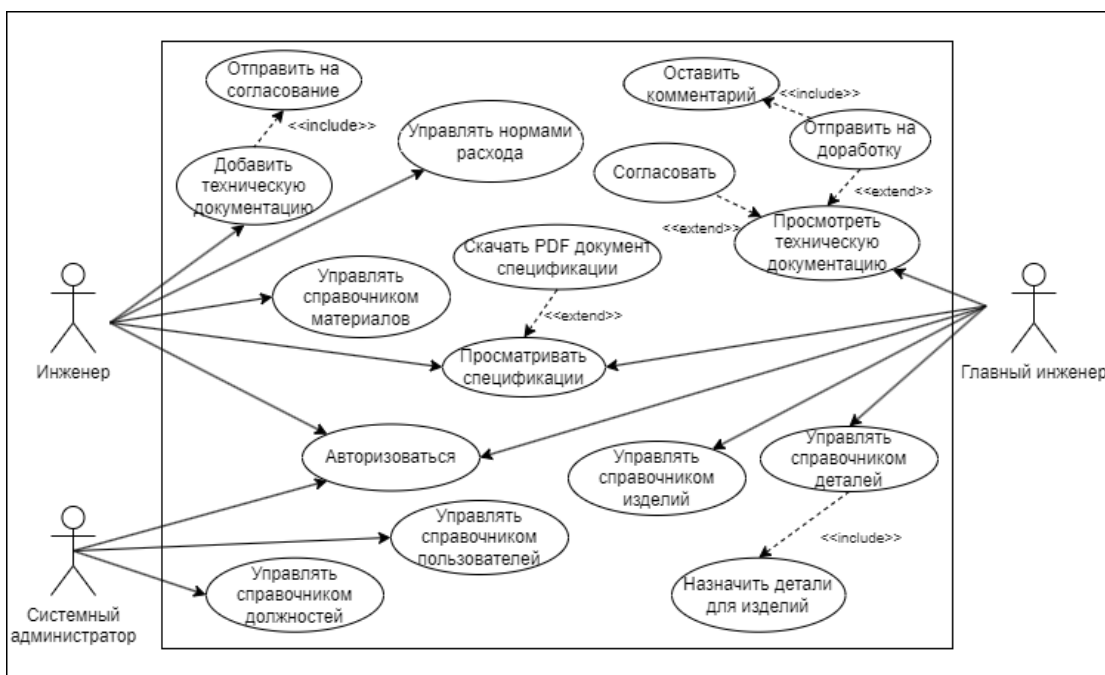 Отправить на
согласование
<<include>>
Добавить
техническую
документацию
Управлять нормами
расхода
Оставить
комментарий
<<include>>
Отправить на
доработку
Согласовать
<<extend>>
<<extend>>
Просмотреть
техническую
документацию
Скачать PDF документ
спецификации
<<extend>>
Управлять
справочником
материалов
Просматривать
спецификации
Инженер
Главный инженер
Авторизоваться
Управлять
справочником
изделий
Управлять
справочником
деталей
<<include>>
Назначить детали
для изделий
Управлять
справочником
пользователей
Управлять
справочником
должностей
Системный
администратор